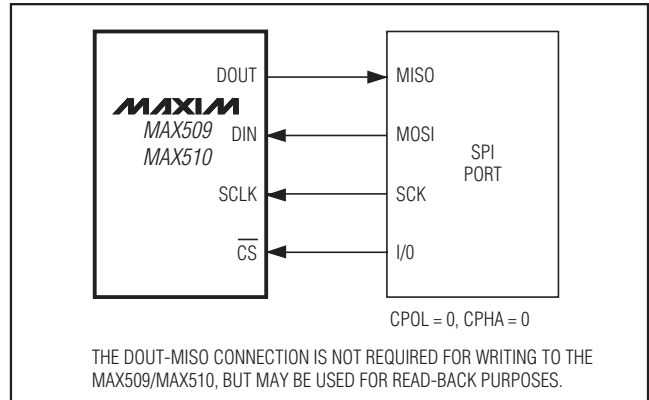 DOUT MISO
MAXIM
MAX509 DIN MOSI
MAX510
SPI
PORT
SCLK SCK
CS I/0
CPOL = 0, CPHA = 0
THE DOUT-MISO CONNECTION IS NOT REQUIRED FOR WRITING TO THE
MAX509/MAX510, BUT MAY BE USED FOR READ-BACK PURPOSES.